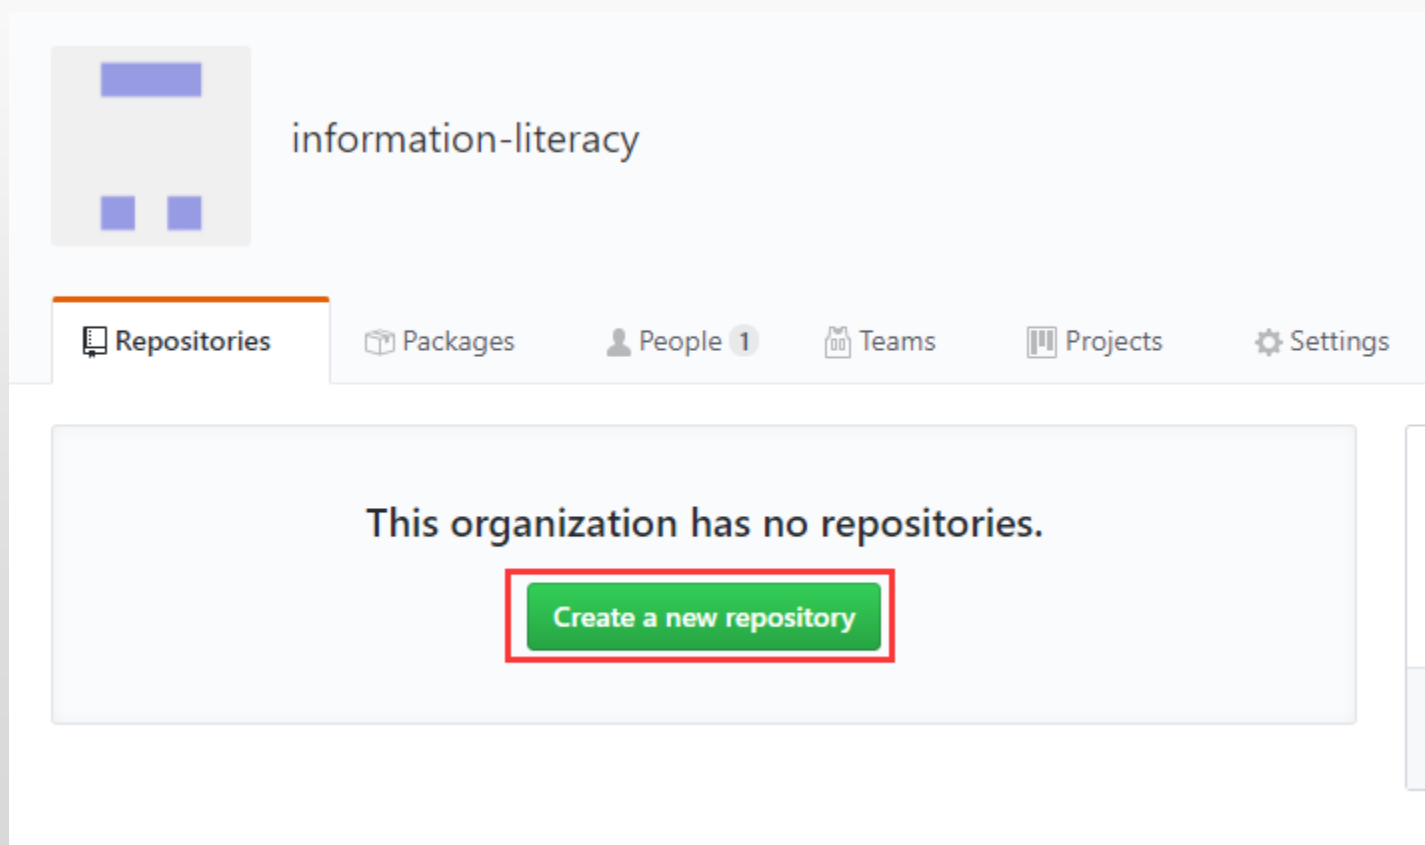 information-literacy
Repositories Packages People 1 Teams Projects Settings
This organization has no repositories.
Create a new repository